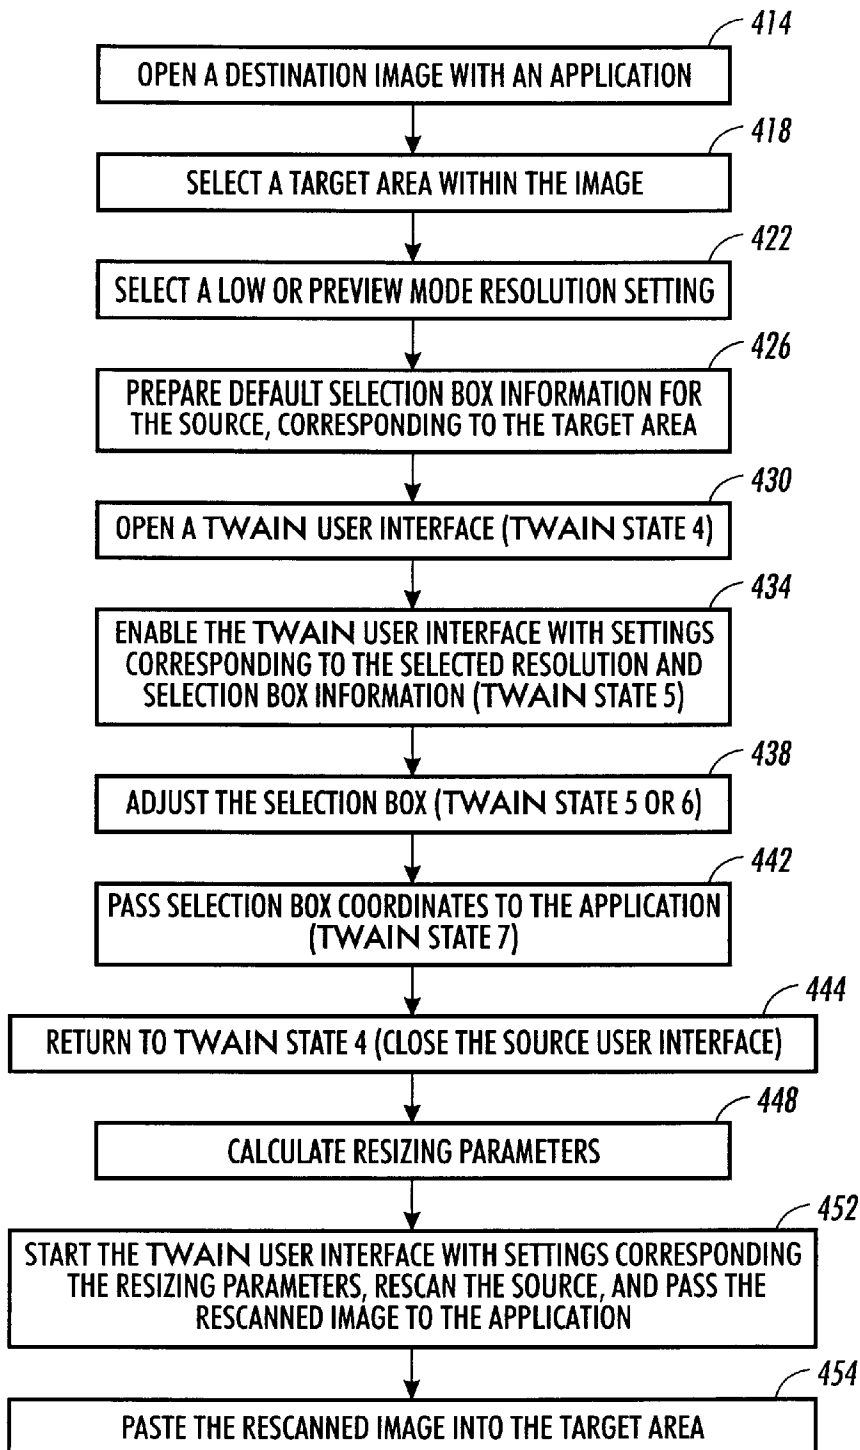 414
OPEN A DESTINATION IMAGE WITH AN APPLICATION
418
SELECT A TARGET AREA WITHIN THE IMAGE
422
SELECT A LOW OR PREVIEW MODE RESOLUTION SETTING
426
PREPARE DEFAULT SELECTION BOX INFORMATION FOR
THE SOURCE, CORRESPONDING TO THE TARGET AREA
430
OPEN A TWAIN USER INTERFACE (TWAIN STATE 4)
434
ENABLE THE TWAIN USER INTERFACE WITH SETTINGS
CORRESPONDING TO THE SELECTED RESOLUTION AND
SELECTION BOX INFORMATION (TWAIN STATE 5)
438
ADJUST THE SELECTION BOX (TWAIN STATE 5 OR 6)
442
PASS SELECTION BOX COORDINATES TO THE APPLICATION
(TWAIN STATE 7)
444
RETURN TO TWAIN STATE 4 (CLOSE THE SOURCE USER INTERFACE)
448
CALCULATE RESIZING PARAMETERS
452
START THE TWAIN USER INTERFACE WITH SETTINGS CORRESPONDING
THE RESIZING PARAMETERS, RESCAN THE SOURCE, AND PASS THE
RESCANNED IMAGE TO THE APPLICATION
454
PASTE THE RESCANNED IMAGE INTO THE TARGET AREA